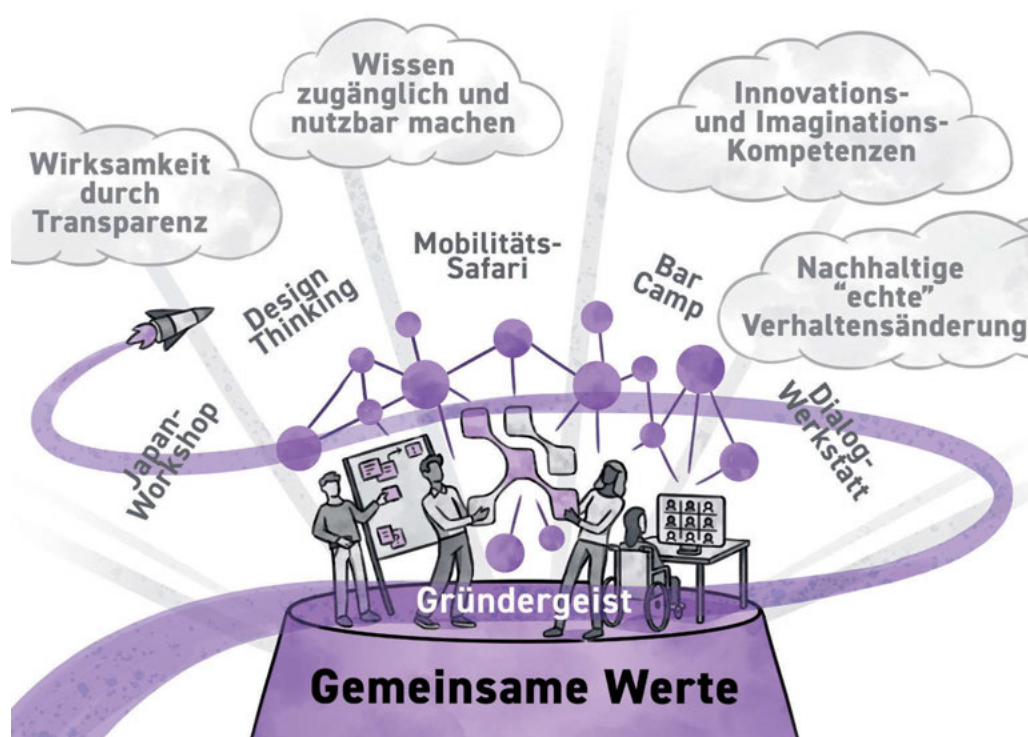 Wissen
zugänglich und
nutzbar machen
Innovations-
und Imaginations-
Kompetenzen
Wirksamkeit
durch
Transparenz
Nachhaltige
"echte"
Verhaltensänderung
Japan-
Workshop
Design
Thinking
Mobilitäts-
Safari
Bar
Camp
Dialog-
Werkstatt
Gründergeist
Gemeinsame Werte